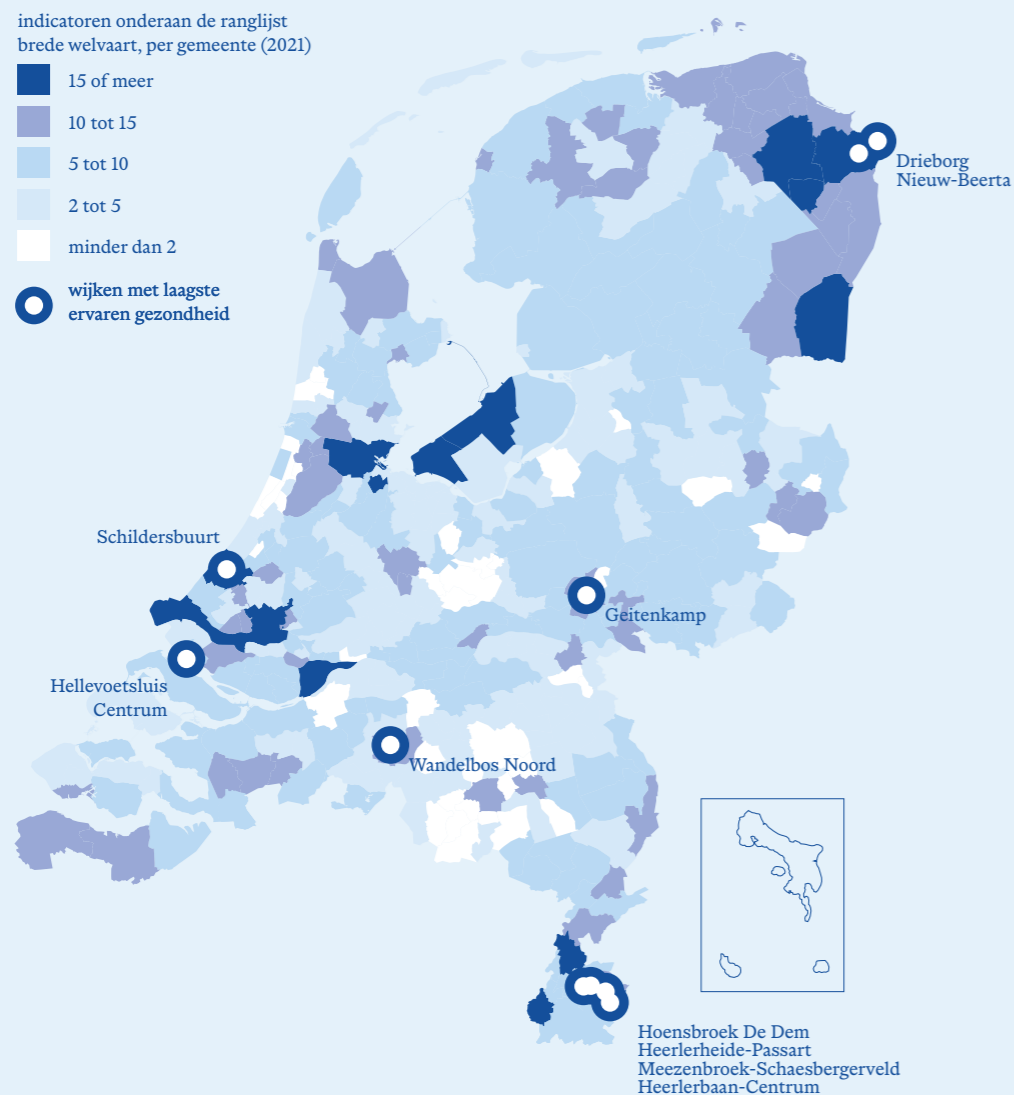 indicatoren onderaan de ranglijst
brede welvaart, per gemeente (2021)
15 of meer
10 tot 15
5 tot 10
2 tot 5
minder dan 2
wijken met laagste
ervaren gezondheid
Drieborg
Nieuw-Beerta
Schildersbuurt
Geitenkamp
Hellevoetsluis
Centrum
Wandelbos Noord
Hoensbroek De Dem
Heerlerheide-Passart
Meezenbroek-Schaesbergerveld
Heerlerbaan-Centrum